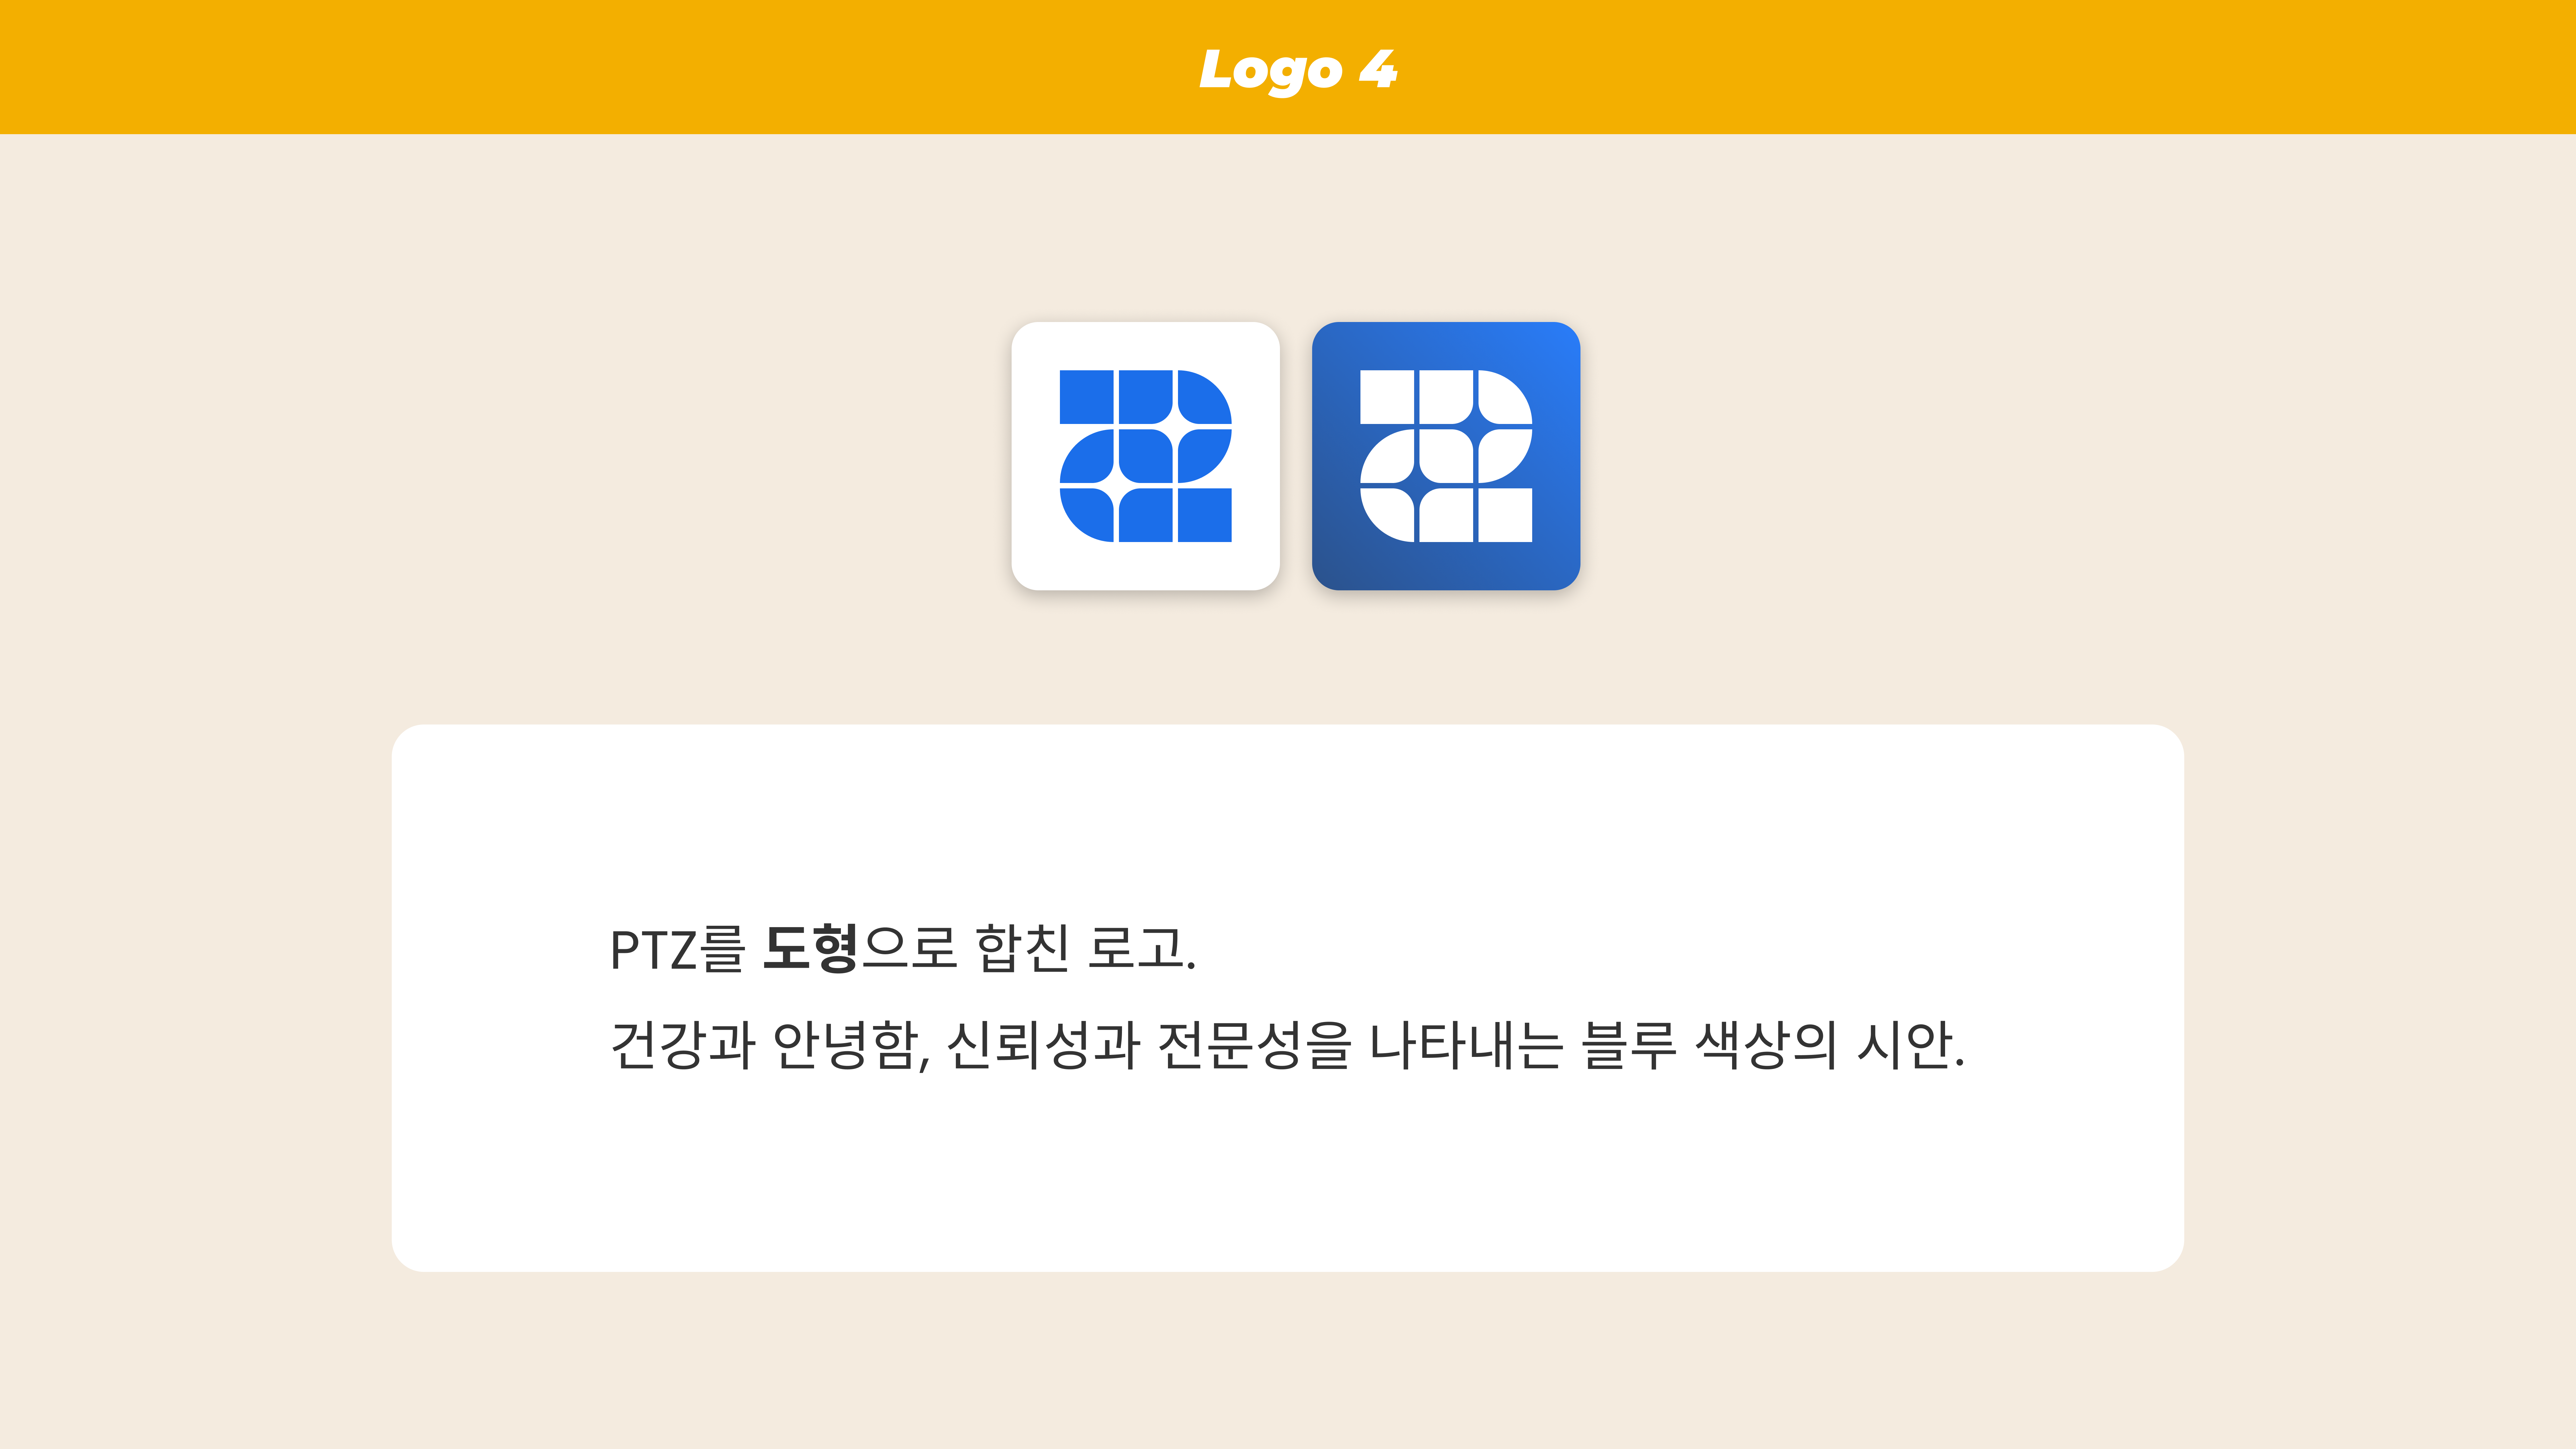 Logo 4
PTZ를 도형으로 합친 로고.
건강과 안녕함, 신뢰성과 전문성을 나타내는 블루 색상의 시안.